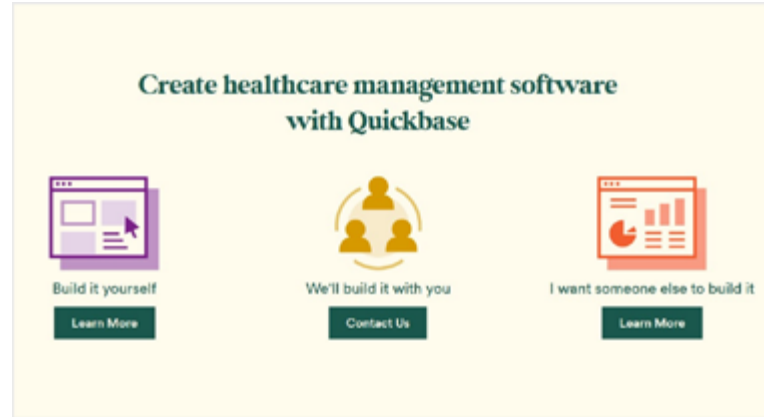 Create healthcare management software
with Quickbase
Build it yourself
We'll build it with you
I want someone else to build it
Learn More
Contact Us
Learn More